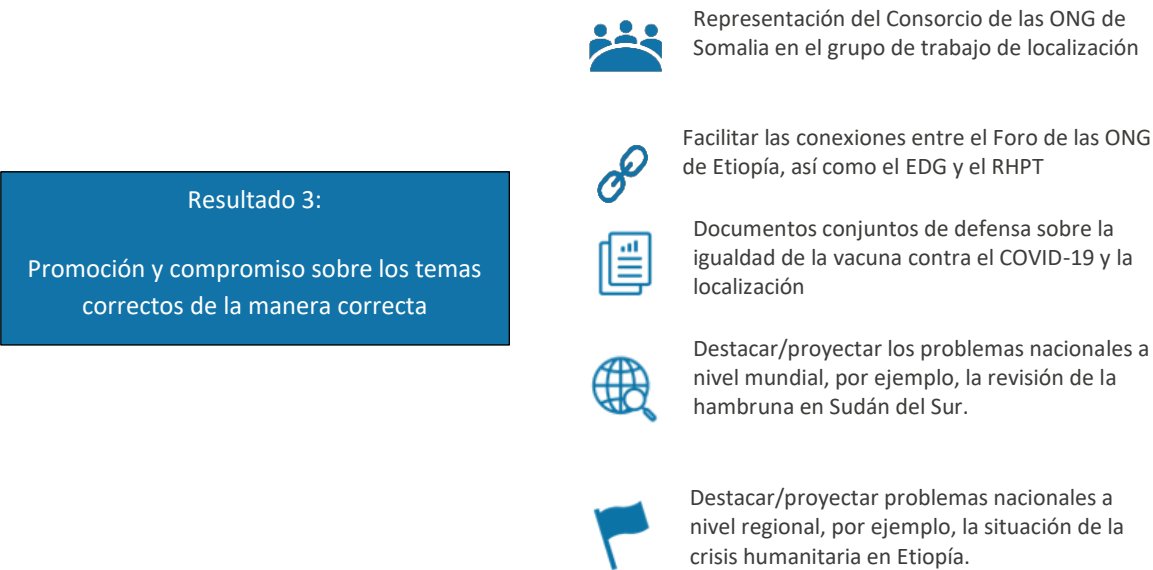 Resultado 3:
Promoción y compromiso sobre los temas
correctos de la manera correcta
Representación del Consorcio de las ONG de
Somalia en el grupo de trabajo de localización
Facilitar las conexiones entre el Foro de las ONG
de Etiopía, así como el EDG y el RHPT
Documentos conjuntos de defensa sobre la
igualdad de la vacuna contra el COVID-19 y la
localización
Destacar/proyectar los problemas nacionales a
nivel mundial, por ejemplo, la revisión de la
hambruna en Sudán del Sur.
Destacar/proyectar problemas nacionales a
nivel regional, por ejemplo, la situación de la
crisis humanitaria en Etiopía.